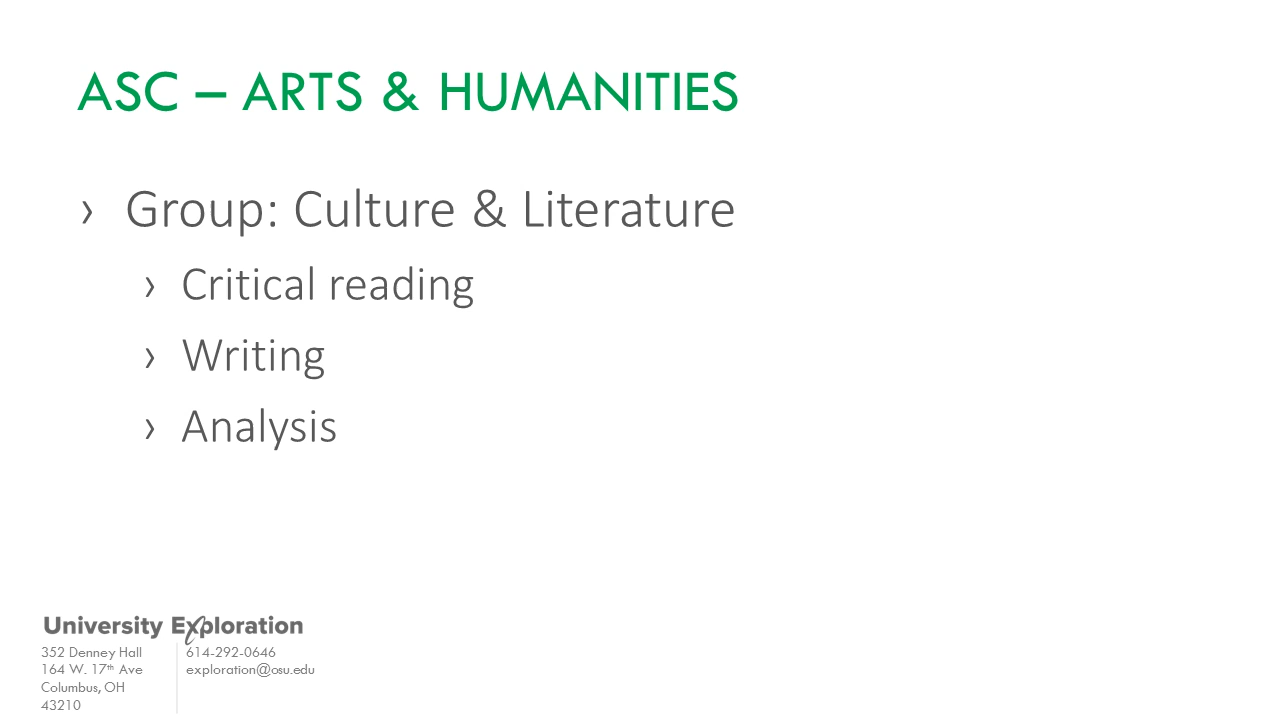 ASC – ARTS & HUMANITIES
› Group: Culture & Literature
› Critical reading
› Writing
› Analysis
University Exploration
352 Denney Hall
164 W. 17th Ave
Columbus, OH
43210
614-292-0646
exploration@osu.edu